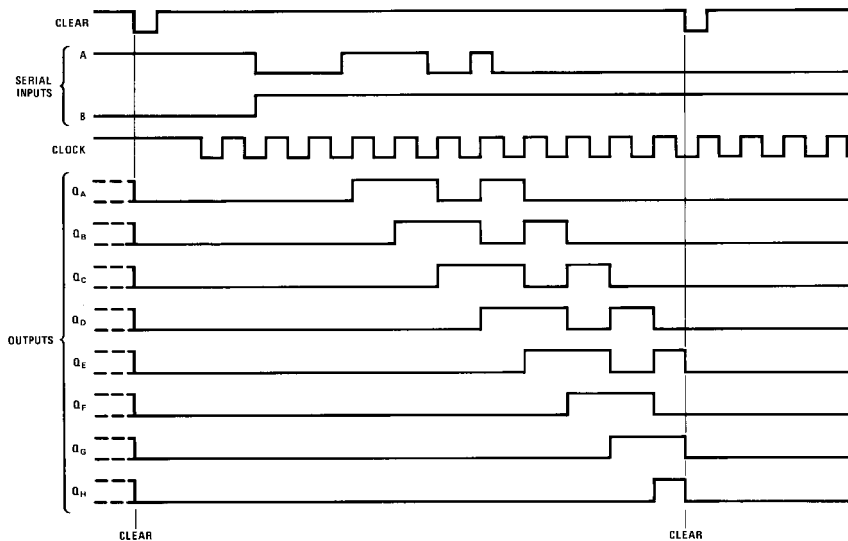 CLEAR
A
SERIAL
INPUTS
B
CLOCK
QA
QB
QC
QD
OUTPUTS
QE
QF
QG
QH
CLEAR CLEAR